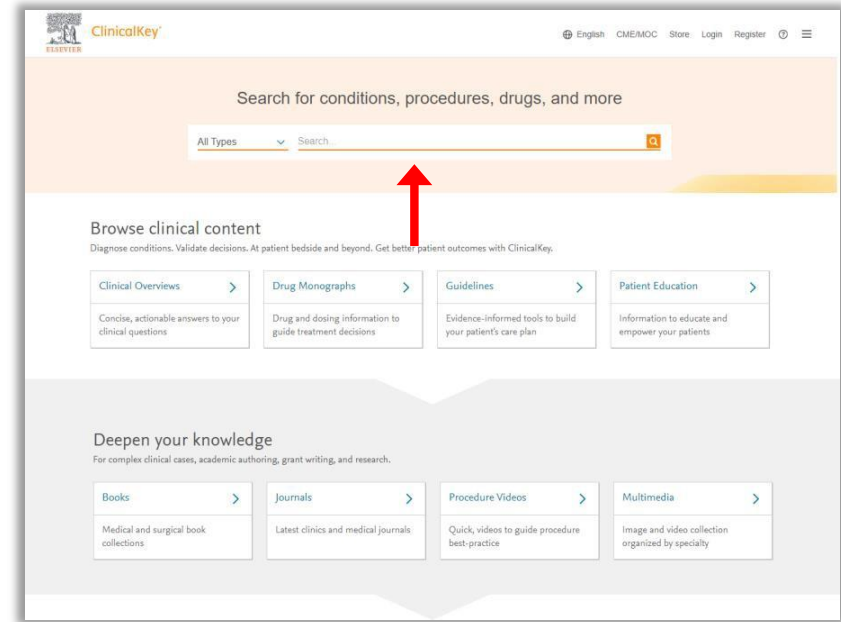 ELSEVIER
ClinicalKey®
English CME/MOC Store Login Register
Search for conditions, procedures, drugs, and more
All Types Search...
Browse clinical content
Diagnose conditions. Validate decisions. At patient bedside and beyond. Get better patient outcomes with ClinicalKey.
Clinical Overviews
Concise, actionable answers to your
clinical questions
Drug Monographs
Drug and dosing information to
guide treatment decisions
Guidelines
Evidence-informed tools to build
your patient's care plan
Patient Education
Information to educate and
empower your patients
Deepen your knowledge
For complex clinical cases, academic authoring, grant writing, and research.
Books
Medical and surgical book
collections
Journals
Latest clinics and medical journals
Procedure Videos
Quick, videos to guide procedure
best-practice
Multimedia
Image and video collection
organized by specialty